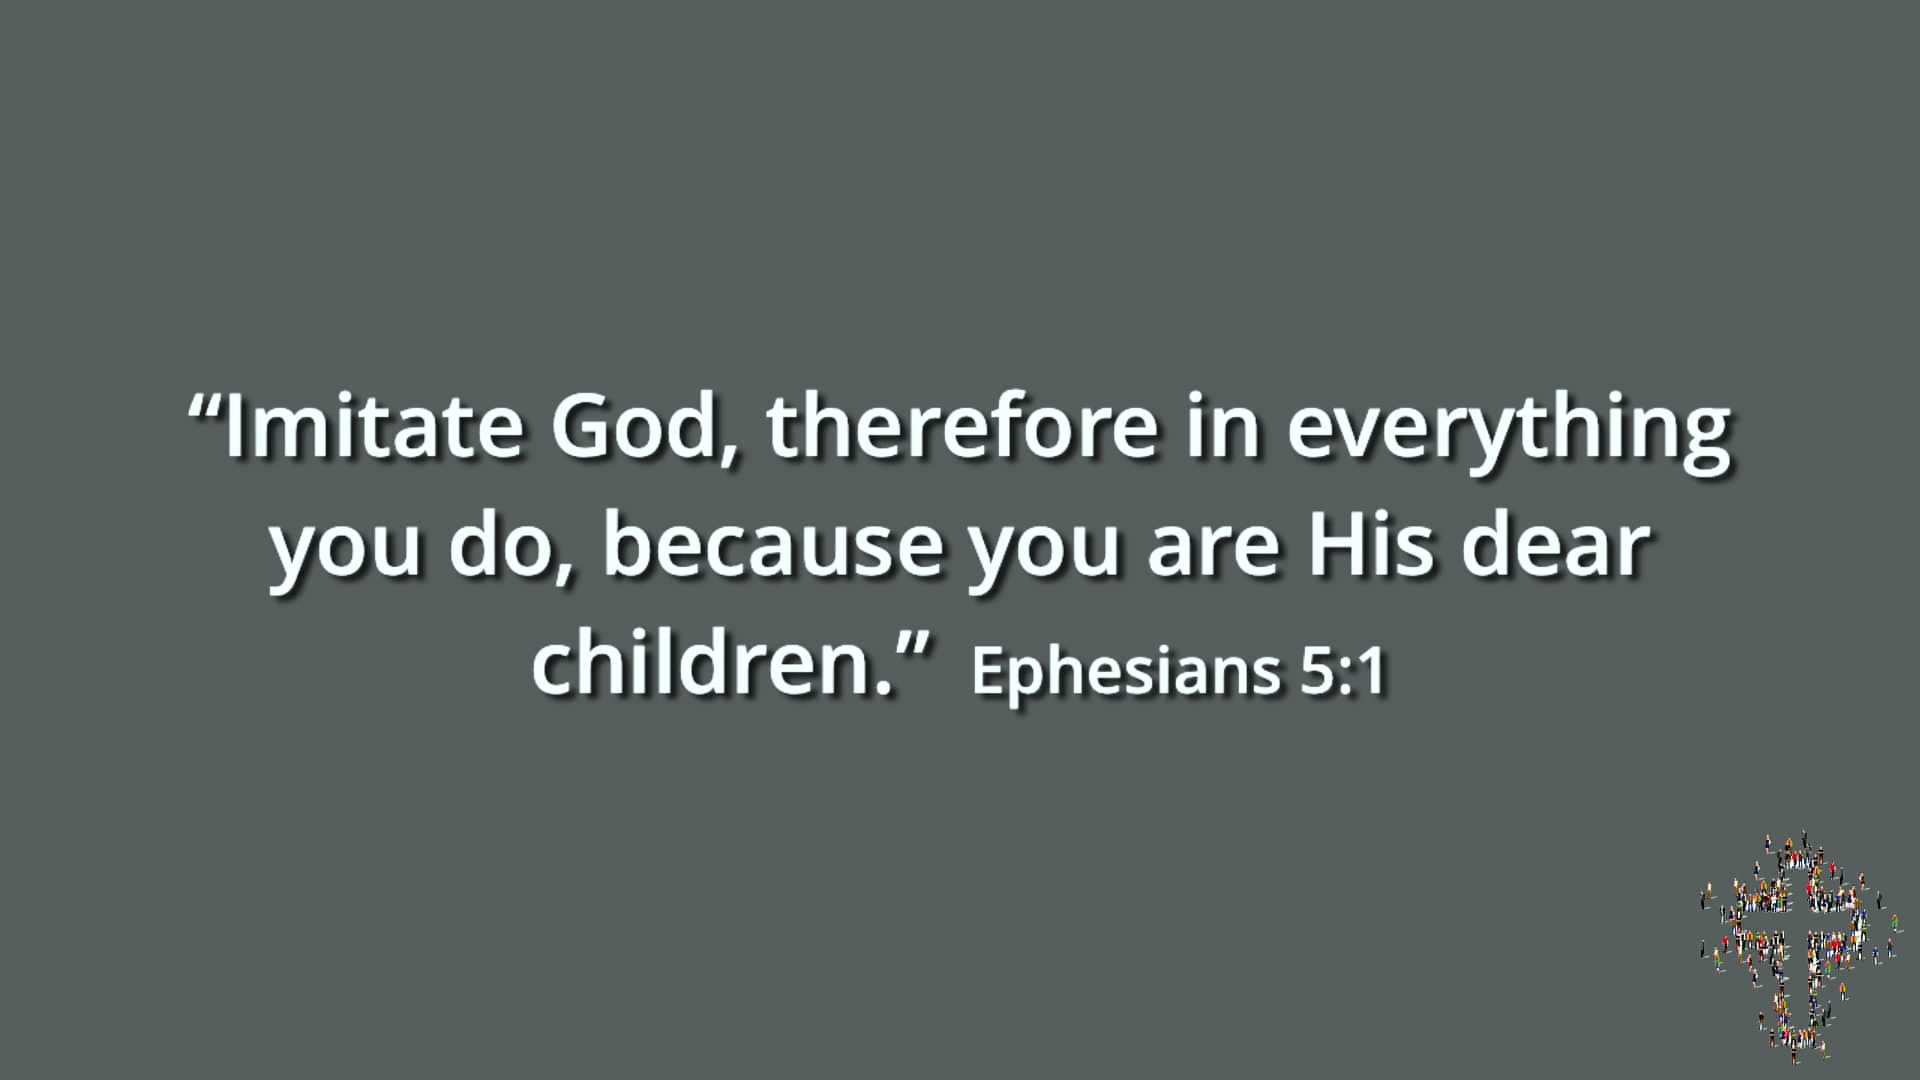 “Imitate God, therefore in everything
you do, because you are His dear
children.” Ephesians 5:1